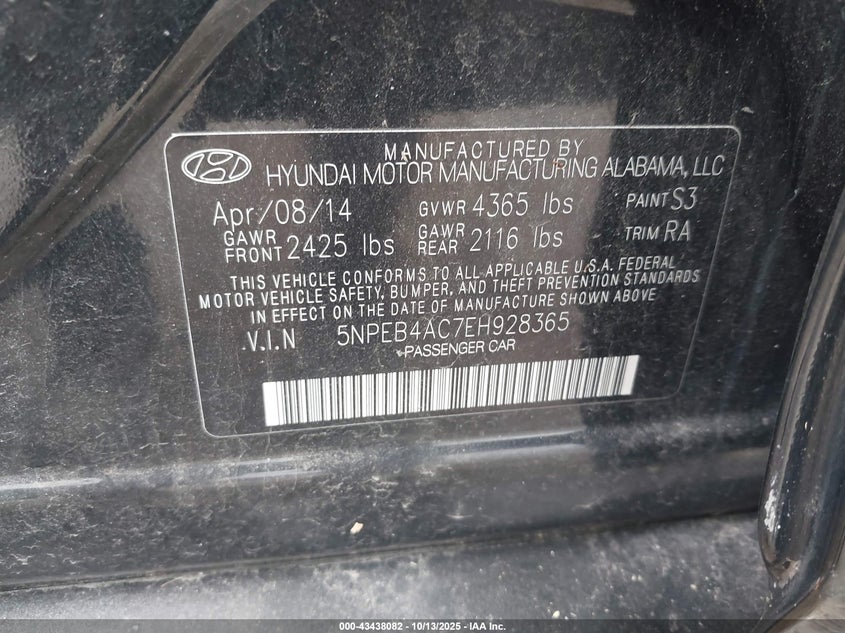 MANUFACTURED BY
HYUNDAI MOTOR MANUFACTURING ALABAMA, LLC
Apr/08/14 GVWR 4365 lbs PAINT S3
GAWR FRONT 2425 lbs GAWR REAR 2116 lbs TRIM RA
THIS VEHICLE CONFORMS TO ALL APPLICABLE U.S.A. FEDERAL
MOTOR VEHICLE SAFETY, BUMPER, AND THEFT PREVENTION STANDARDS
IN EFFECT ON THE DATE OF MANUFACTURE SHOWN ABOVE
V.I.N 5NPEB4AC7EH928365
PASSENGER CAR
000-43438082 - 10/13/2025 - IAA Inc.